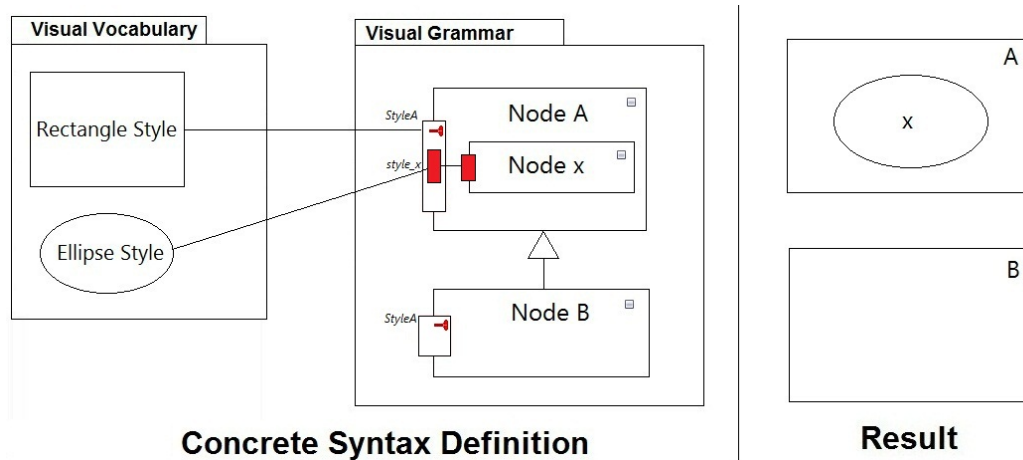 Visual Vocabulary
Rectangle Style
Ellipse Style
Visual Grammar
StyleA
Node A
style_x
Node x
StyleA
Node B
Concrete Syntax Definition
A
x
B
Result